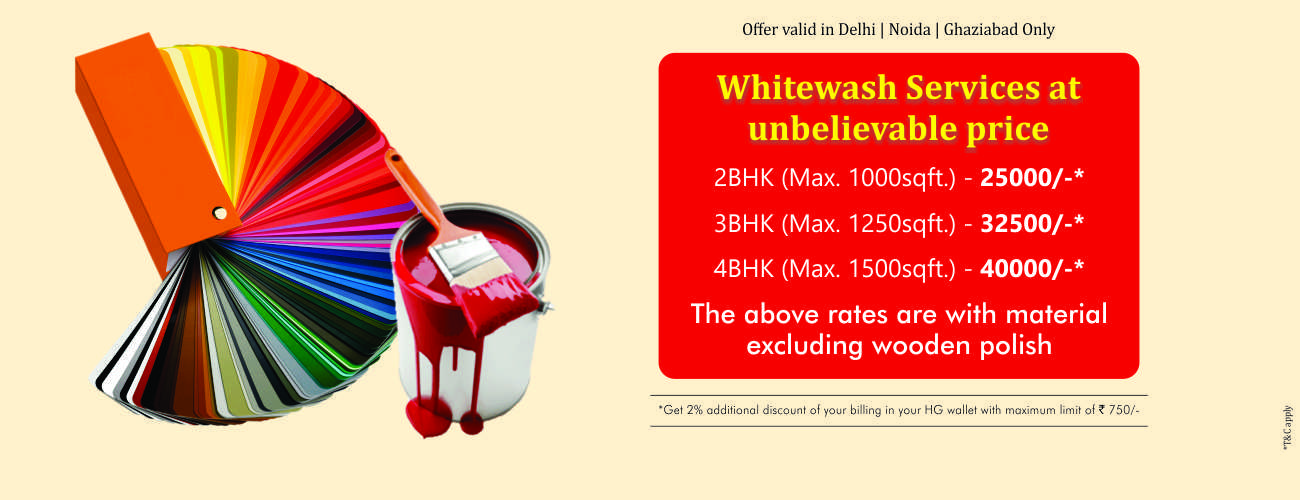 Offer valid in Delhi | Noida | Ghaziabad Only
Whitewash Services at
unbelievable price
2BHK (Max. 1000sqft.) - 25000/-*
3BHK (Max. 1250sqft.) - 32500/-*
4BHK (Max. 1500sqft.) - 40000/-*
The above rates are with material
excluding wooden polish
*Get 2% additional discount of your billing in your HG wallet with maximum limit of ₹ 750/-
*T&C apply